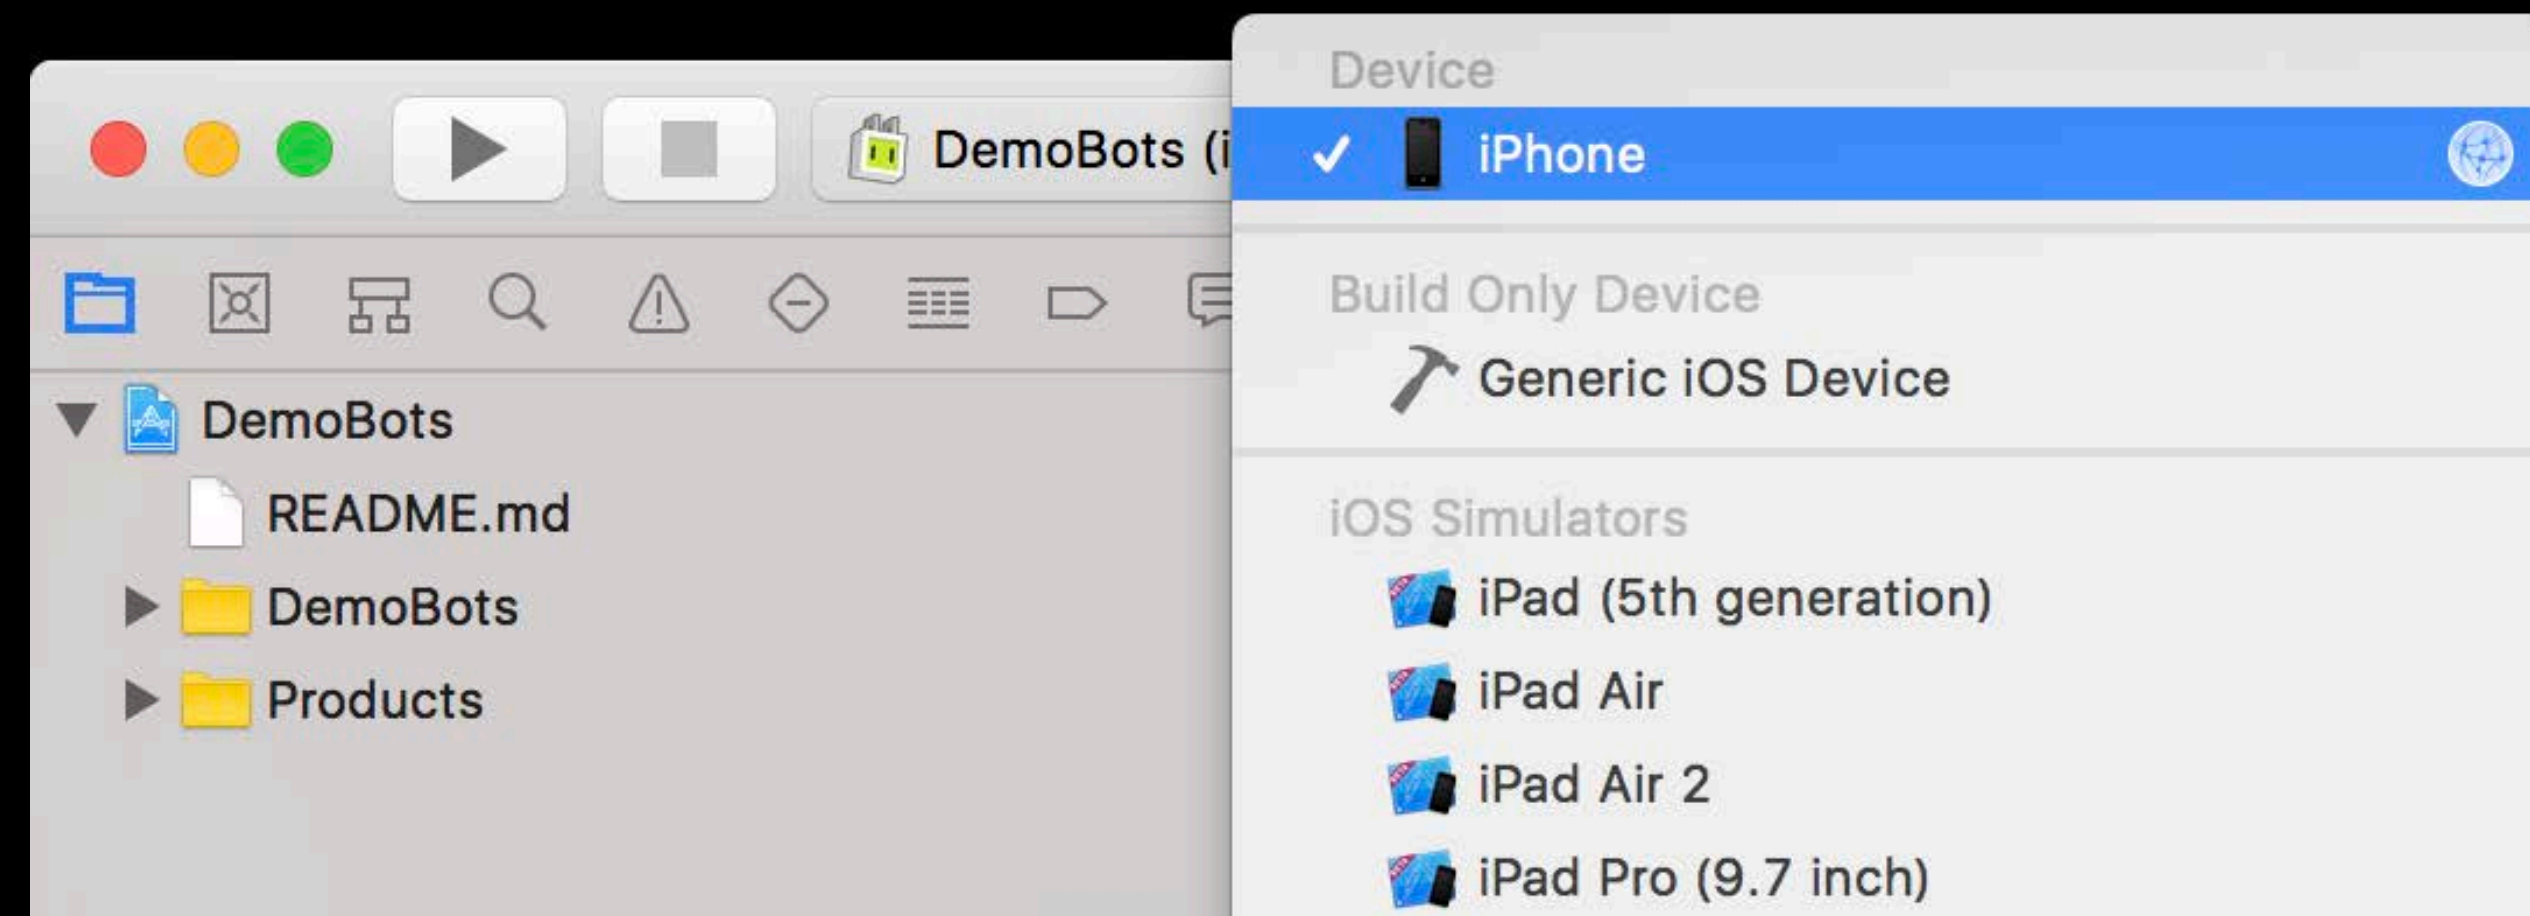 DemoBots (i
DemoBots
README.md
DemoBots
Products
Device
iPhone
Build Only Device
Generic iOS Device
iOS Simulators
iPad (5th generation)
iPad Air
iPad Air 2
iPad Pro (9.7 inch)